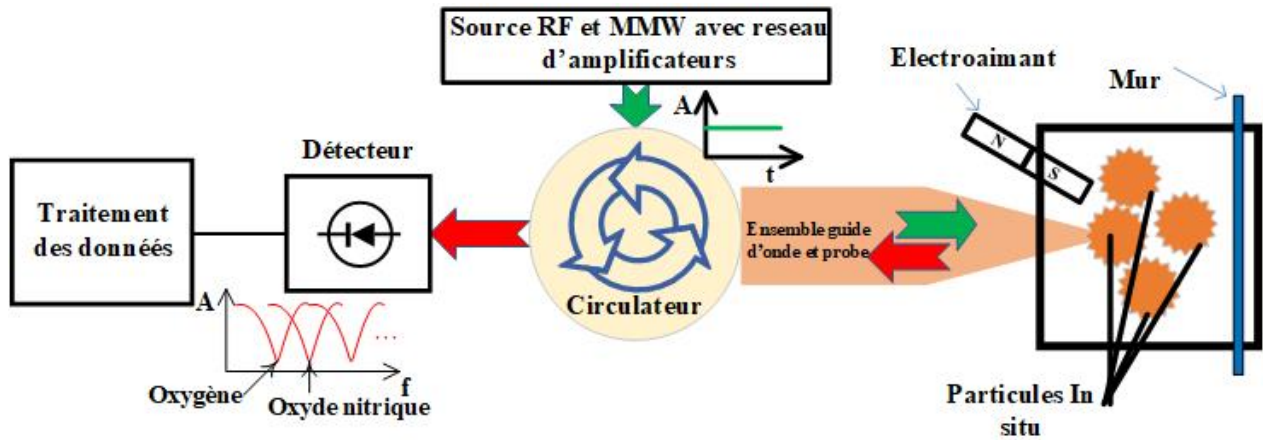 Source RF et MMW avec reseau
d'amplificateurs
Electroaimant
Mur
A
t
N
S
Détecteur
Traitement
des donnéés
Ensemble guide
d'onde et probe
Circulateur
A
...
f
Oxygène
Oxyde nitrique
Particules In
situ